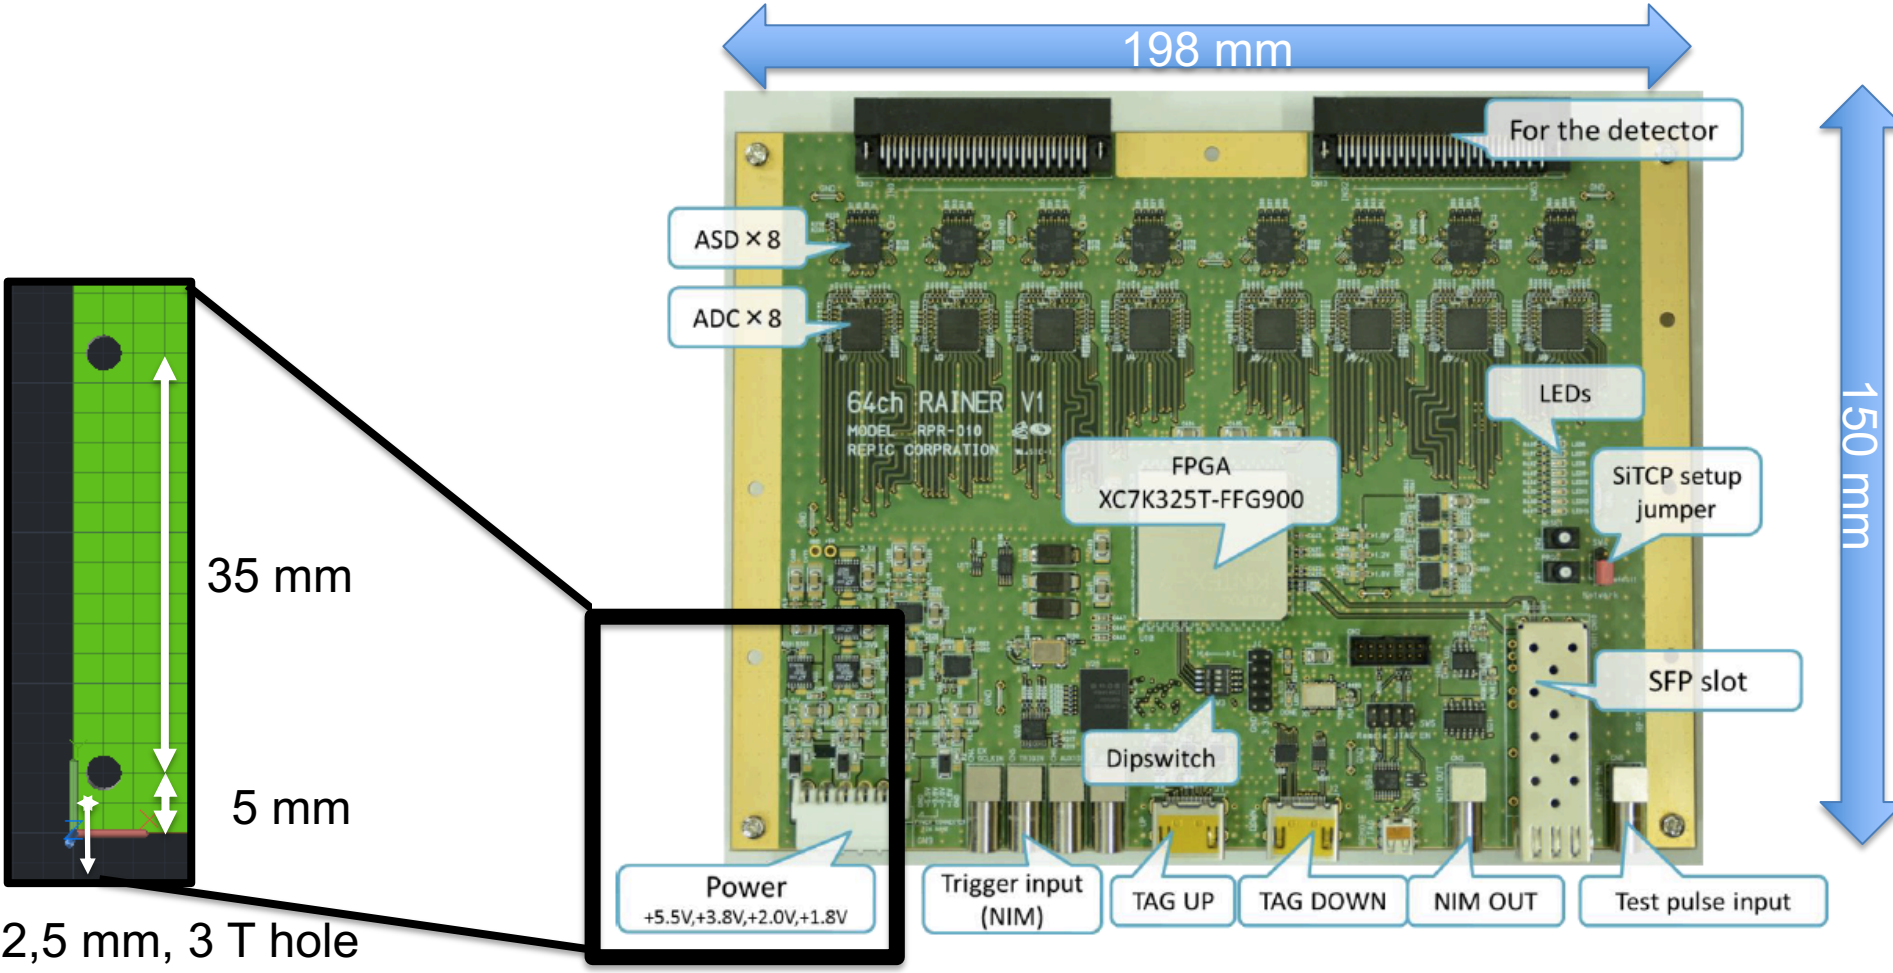 198 mm
For the detector
ASD×8
ADC×8
64ch RAINER V1
MODEL RPR-010
REPIC CORPRATION
LEDs
150 mm
FPGA
XC7K325T-FFG900
SiTCP setup
jumper
35 mm
SFP slot
Dipswitch
5 mm
Power
+5.5V,+3.8V,+2.0V,+1.8V
Trigger input
(NIM)
TAG UP
TAG DOWN
NIM OUT
Test pulse input
2,5 mm, 3 T hole